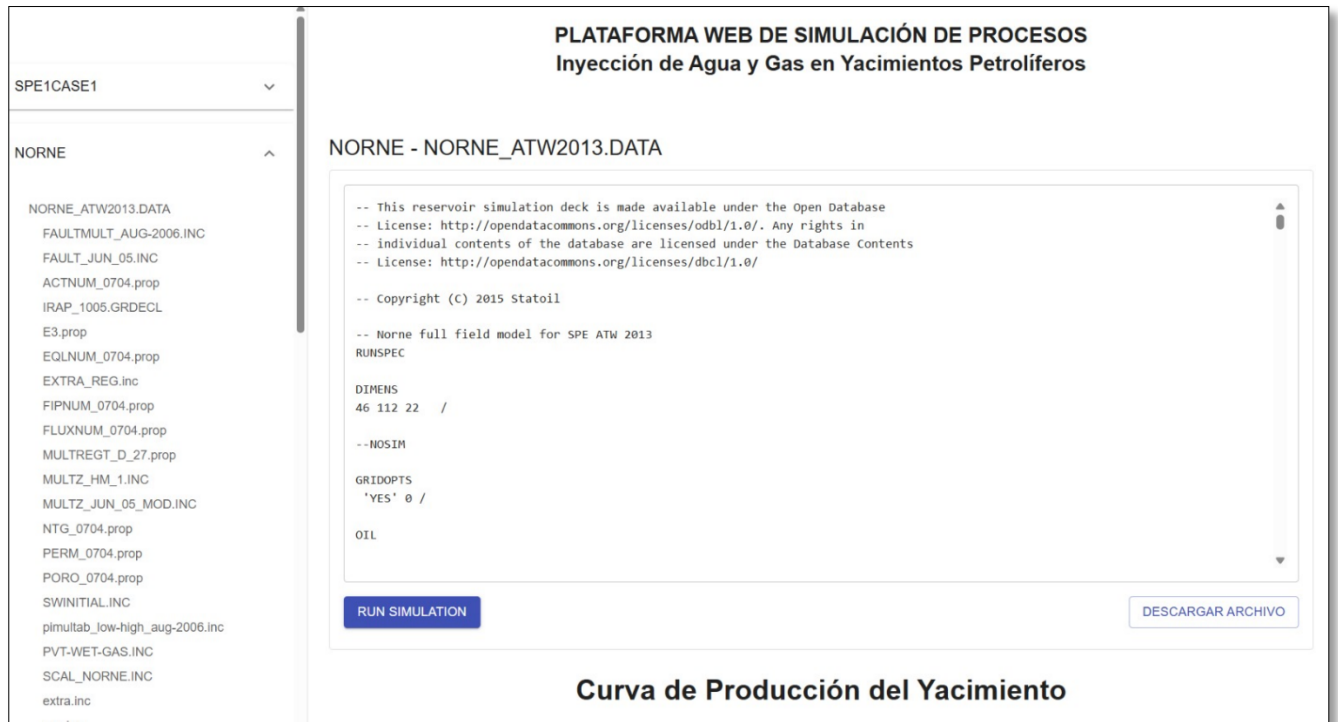 PLATAFORMA WEB DE SIMULACIÓN DE PROCESOS
Inyección de Agua y Gas en Yacimientos Petrolíferos
SPE1CASE1
NORNE
NORNE_ATW2013.DATA
FAULTMULT_AUG-2006.INC
FAULT_JUN_05.INC
ACTNUM_0704.prop
IRAP_1005.GRDECL
E3.prop
EQLNUM_0704.prop
EXTRA_REG.inc
FIPNUM_0704.prop
FLUXNUM_0704.prop
MULTREGT_D_27.prop
MULTZ_HM_1.INC
MULTZ_JUN_05_MOD.INC
NTG_0704.prop
PERM_0704.prop
PORO_0704.prop
SWINITIAL.INC
pimultab_low-high_aug-2006.inc
PVT-WET-GAS.INC
SCAL_NORNE.INC
extra.inc
NORNE - NORNE_ATW2013.DATA
-- This reservoir simulation deck is made available under the Open Database
-- License: http://opendatacommons.org/licenses/odbl/1.0/. Any rights in
-- individual contents of the database are licensed under the Database Contents
-- License: http://opendatacommons.org/licenses/dbcl/1.0/
-- Copyright (C) 2015 Statoil
-- Norne full field model for SPE ATW 2013
RUNSPEC
DIMENS
46 112 22 /
--NOSIM
GRIDOPTS
'YES' 0 /
OIL
RUN SIMULATION
DESCARGAR ARCHIVO
Curva de Producción del Yacimiento